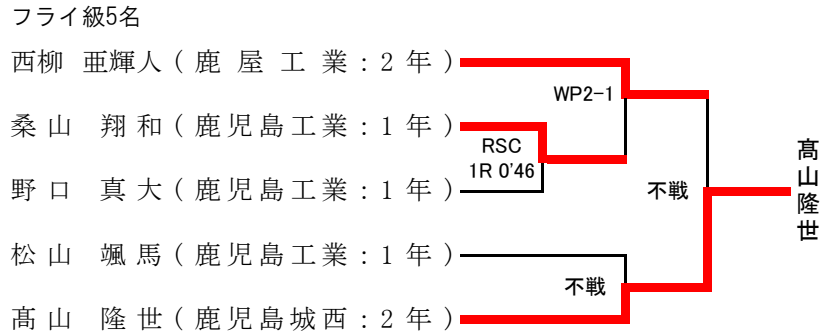 フライ級5名
西柳 亜輝人(鹿屋工業:2年)
WP2-1
桑山 翔和(鹿児島工業:1年)
RSC
1R 0'46
野口 真大(鹿児島工業:1年)
不戦
髙山隆世
松山 颯馬(鹿児島工業:1年)
不戦
髙山 隆世(鹿児島城西:2年)